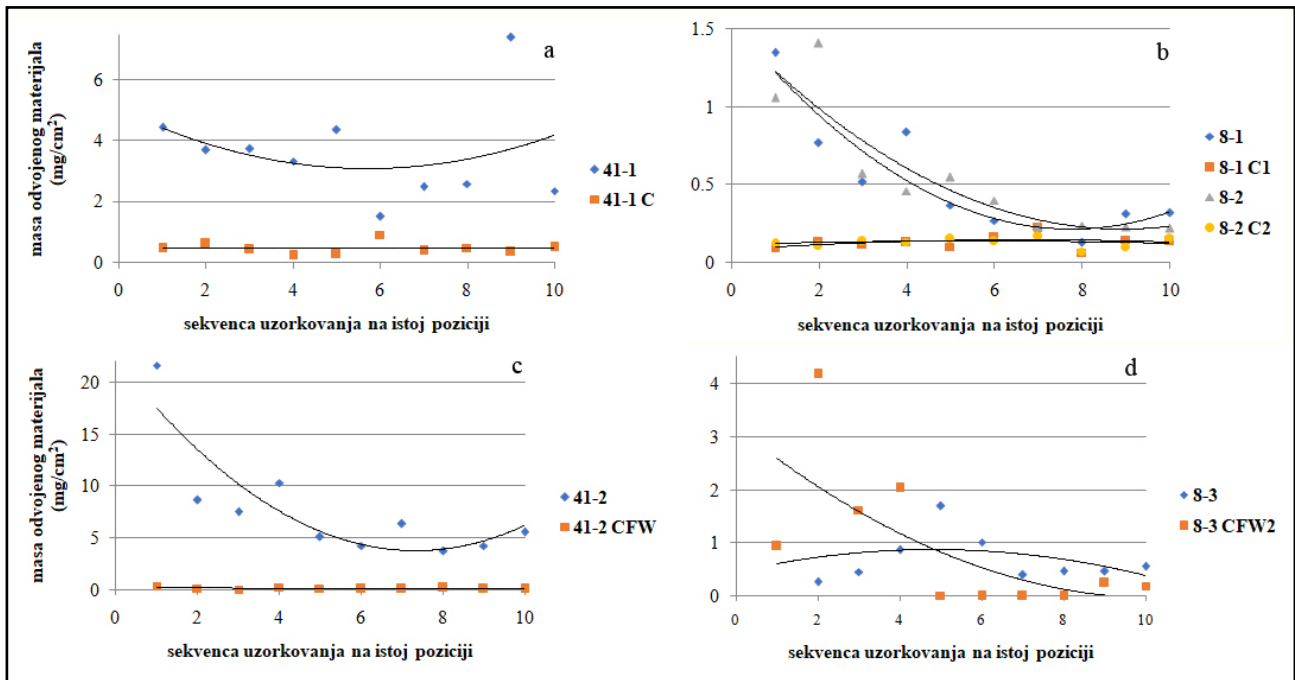 a
masa odvojenog materijala
(mg/cm²)
6
4
2
0
0 2 4 6 8 10
sekvenca uzorkovanja na istoj poziciji
41-1
41-1 C
b
1.5
1
0.5
0
0 2 4 6 8 10
sekvenca uzorkovanja na istoj poziciji
8-1
8-1 C1
8-2
8-2 C2
c
masa odvojenog materijala
(mg/cm²)
20
15
10
5
0
0 2 4 6 8 10
sekvenca uzorkovanja na istoj poziciji
41-2
41-2 CFW
d
4
3
2
1
0
0 2 4 6 8 10
sekvenca uzorkovanja na istoj poziciji
8-3
8-3 CFW2